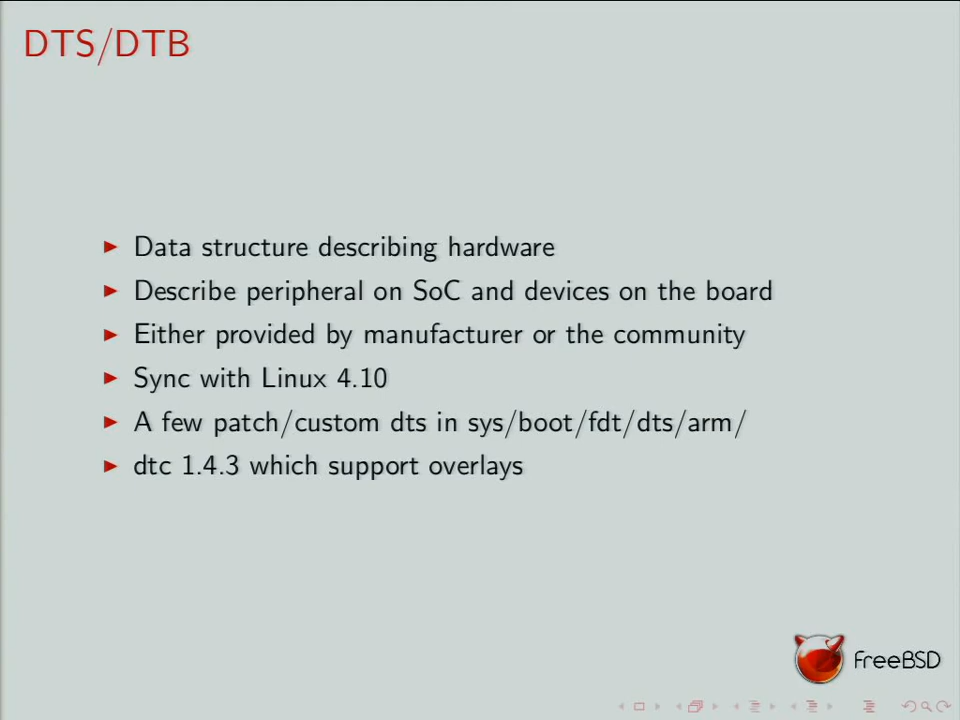 DTS/DTB
Data structure describing hardware
Describe peripheral on SoC and devices on the board
Either provided by manufacturer or the community
Sync with Linux 4.10
A few patch/custom dts in sys/boot/fdt/dts/arm/
dtc 1.4.3 which support overlays
FreeBSD